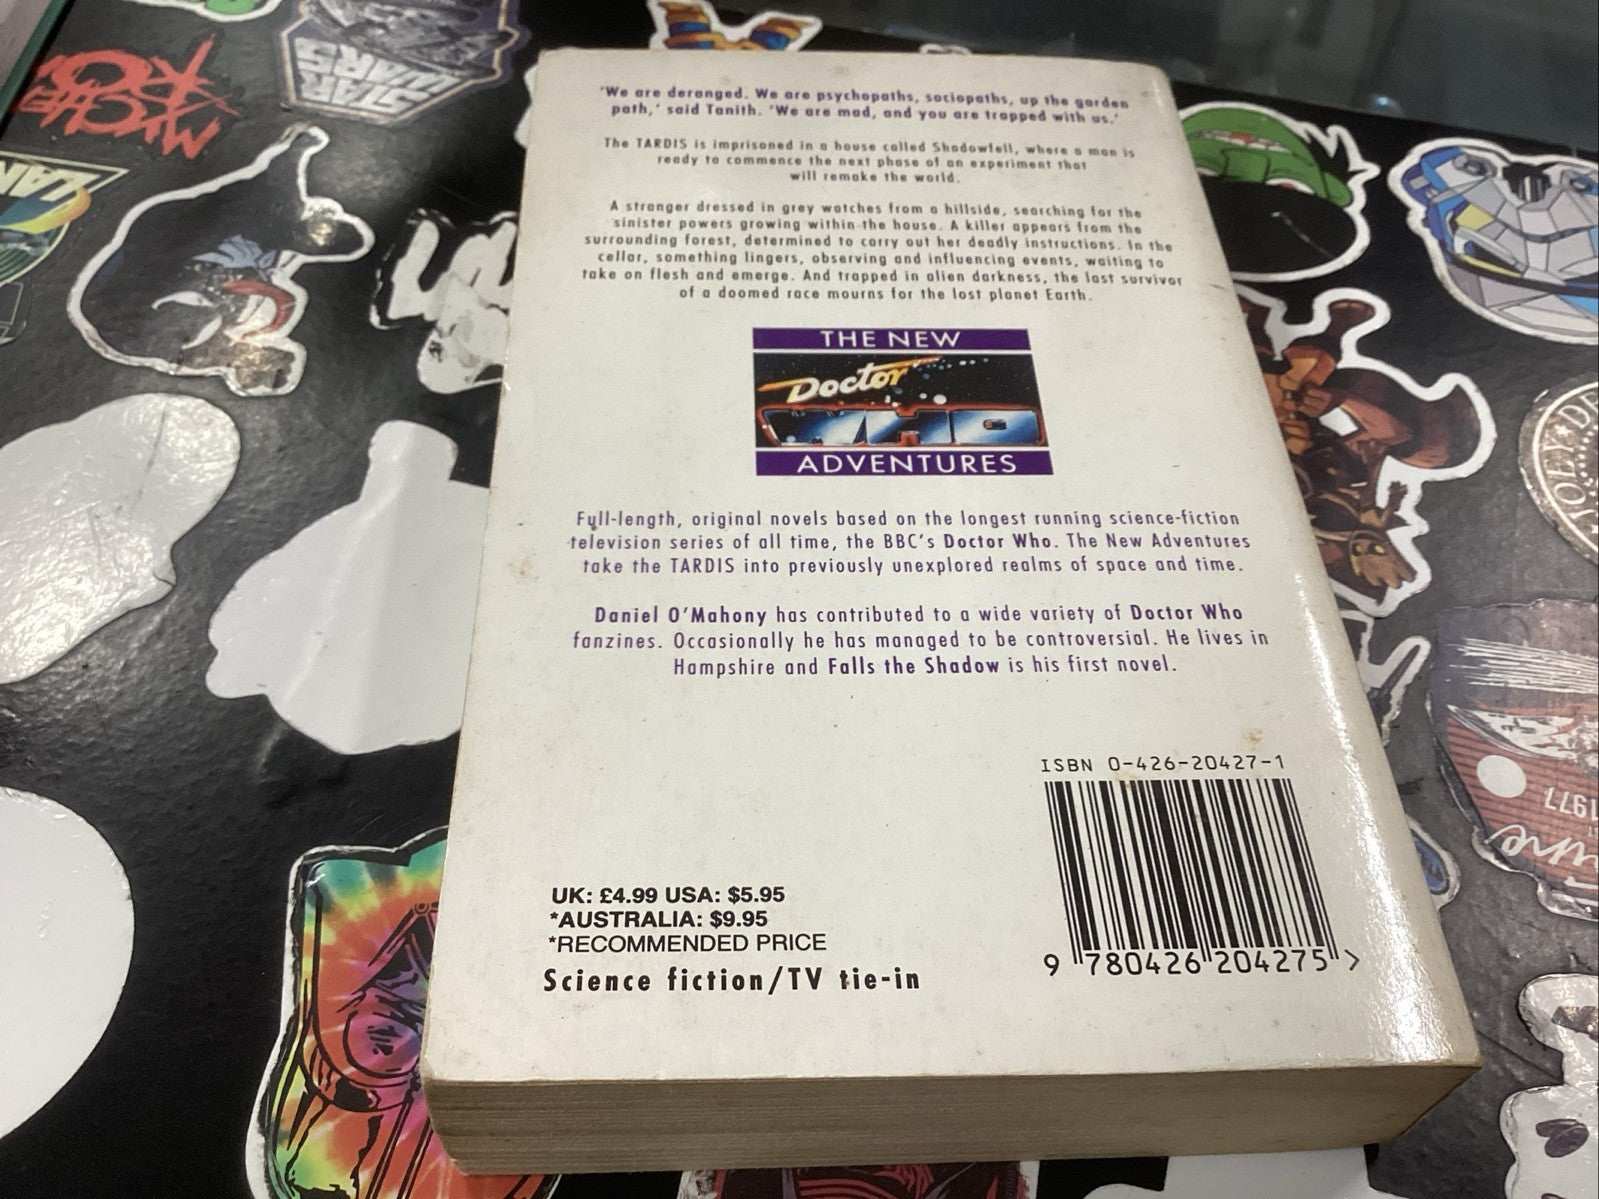 'We are deranged. We are psychopaths, sociopaths, up the garden
path,' said Tanith. 'We are mad, and you are trapped with us.'
The TARDIS is imprisoned in a house called Shadowfell, where a man is
ready to commence the next phase of an experiment that
will remake the world.
A stranger dressed in grey watches from a hillside, searching for the
sinister powers growing within the house. A killer appears from the
surrounding forest, determined to carry out her deadly instructions. In the
cellar, something lingers, observing and influencing events, waiting to
take on flesh and emerge. And trapped in alien darkness, the last survivor
of a doomed race mourns for the lost planet Earth.
THE NEW
Doctor
WHO
ADVENTURES
Full-length, original novels based on the longest running science-fiction
television series of all time, the BBC's Doctor Who. The New Adventures
take the TARDIS into previously unexplored realms of space and time.
Daniel O'Mahony has contributed to a wide variety of Doctor Who
fanzines. Occasionally he has managed to be controversial. He lives in
Hampshire and Falls the Shadow is his first novel.
ISBN 0-426-20427-1
9 780426 204275 >
UK: £4.99 USA: $5.95
*AUSTRALIA: $9.95
*RECOMMENDED PRICE
Science fiction/TV tie-in
STAR
WARS
LAN
1977